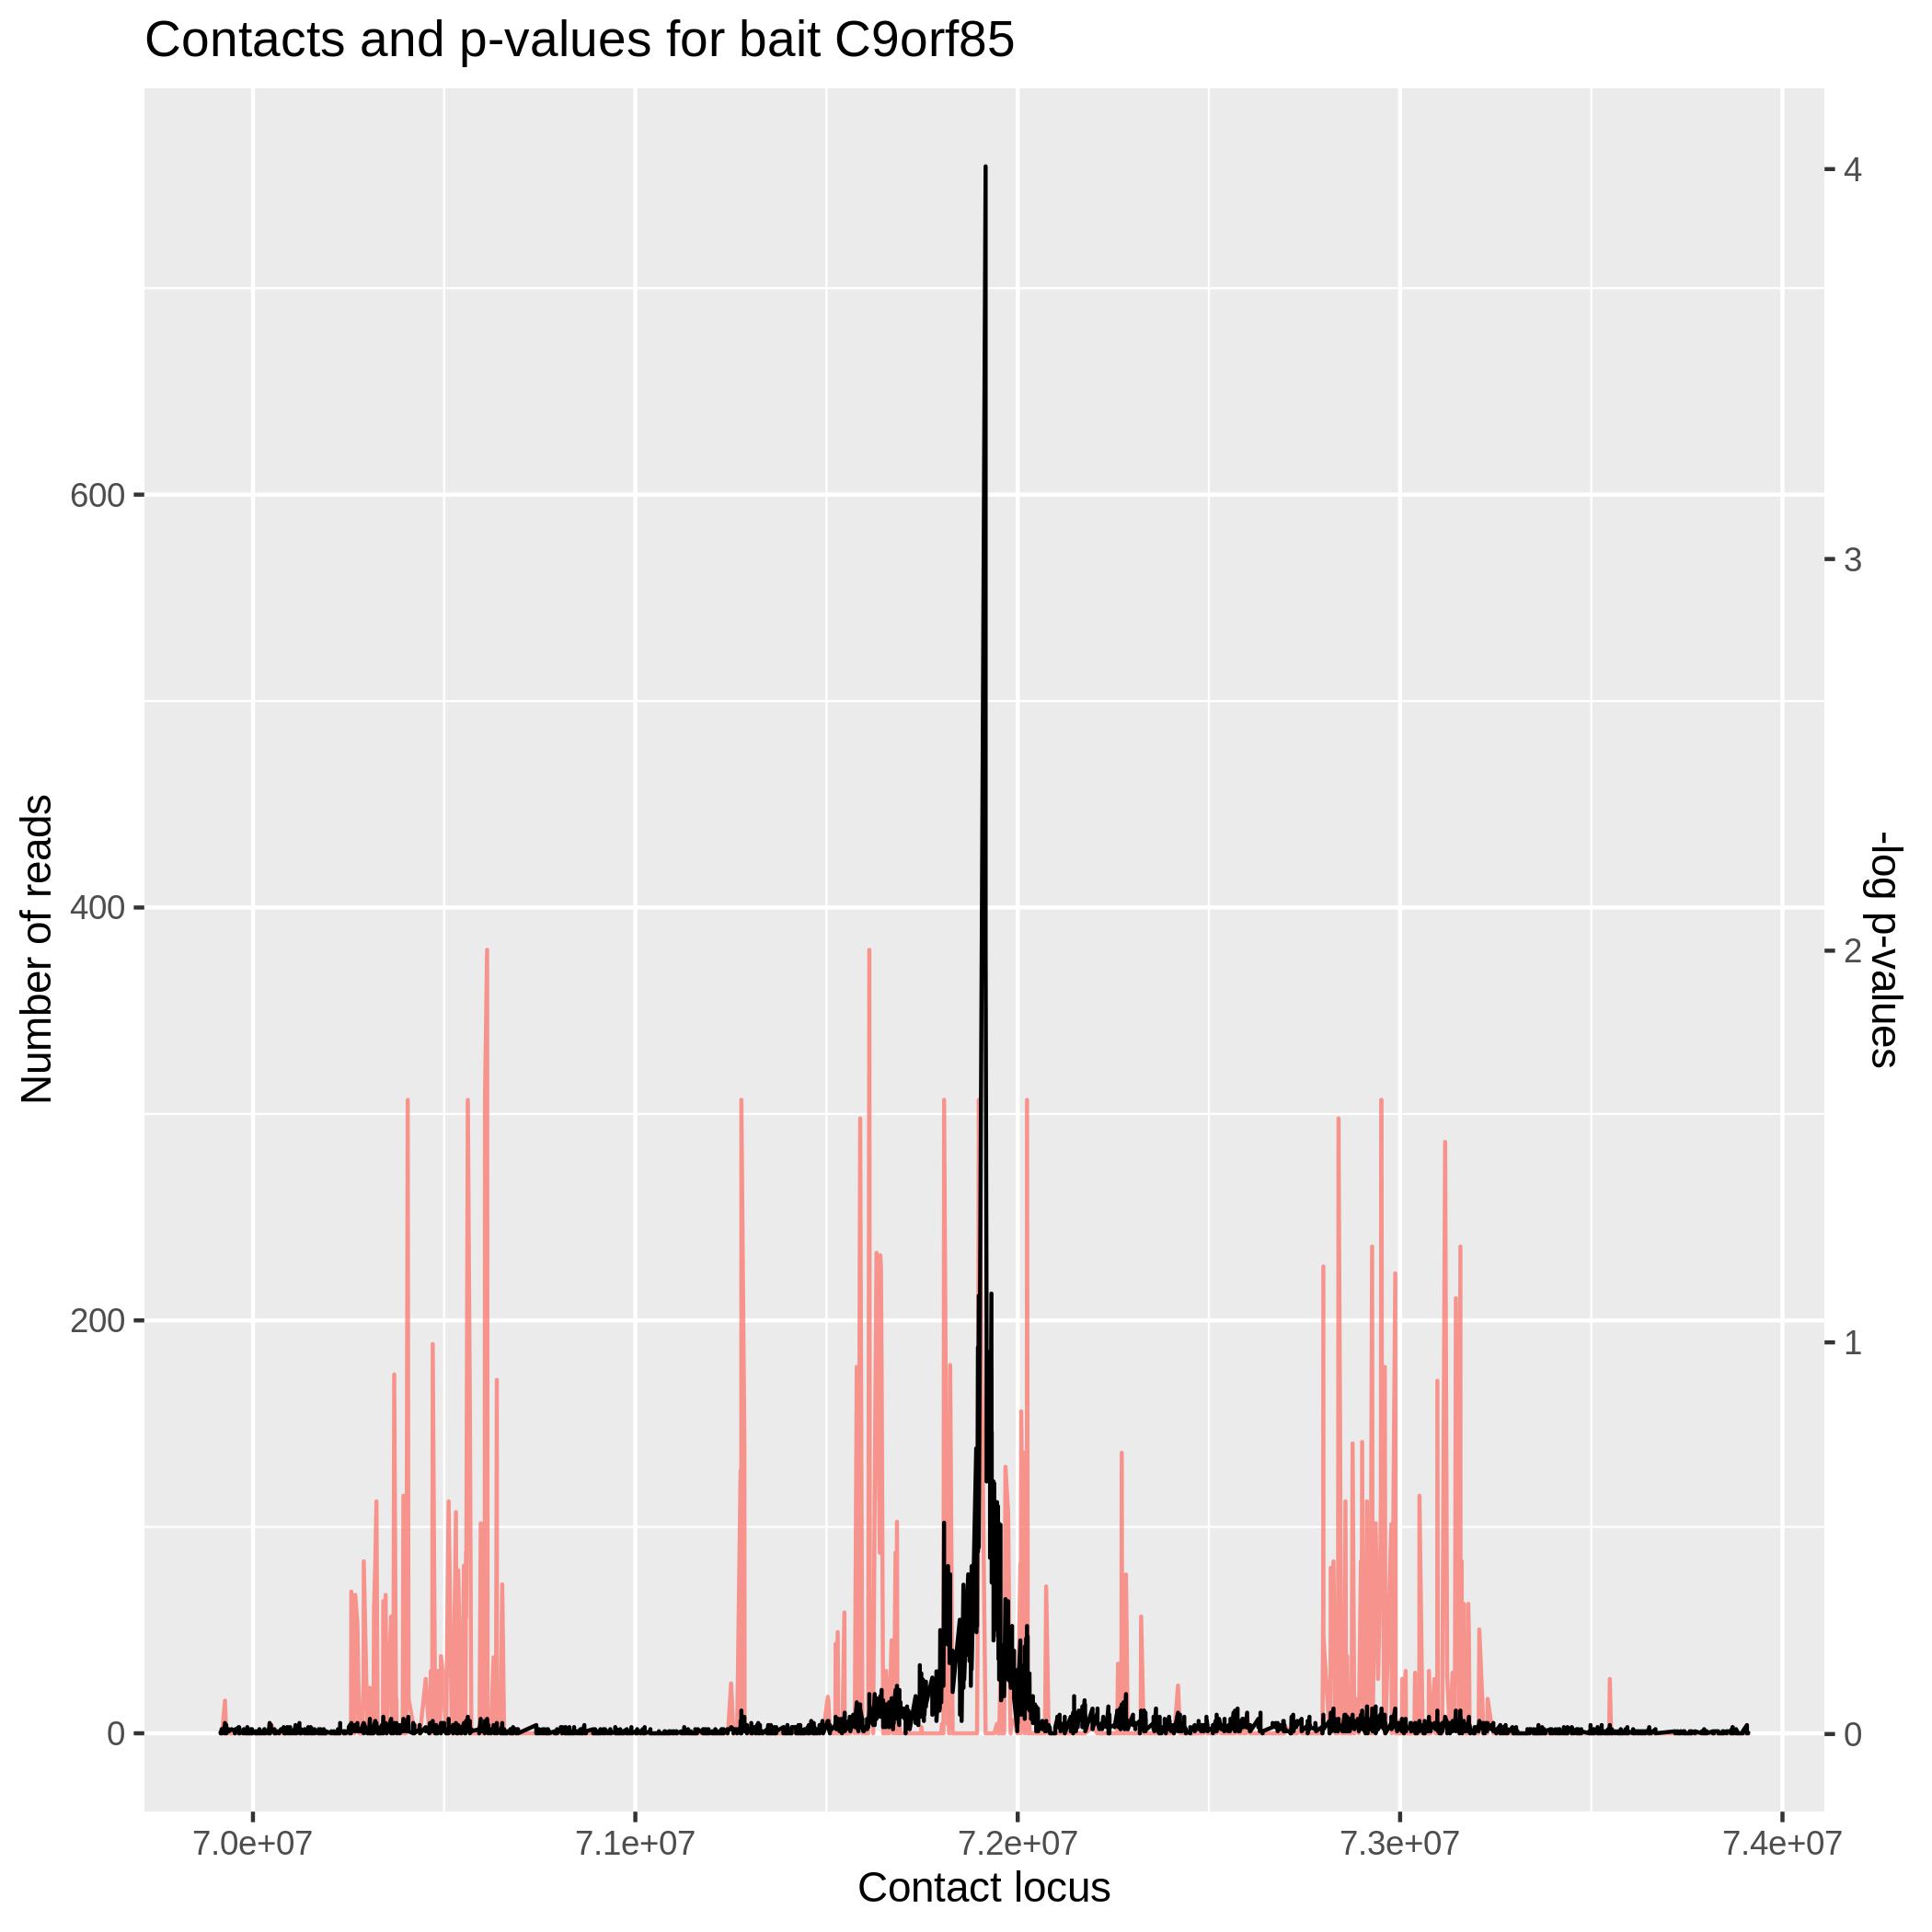 Contacts and p-values for bait C9orf85
Number of reads
600
400
200
0
4
3
2
1
0
-log p-values
7.0e+07
7.1e+07
7.2e+07
7.3e+07
7.4e+07
Contact locus